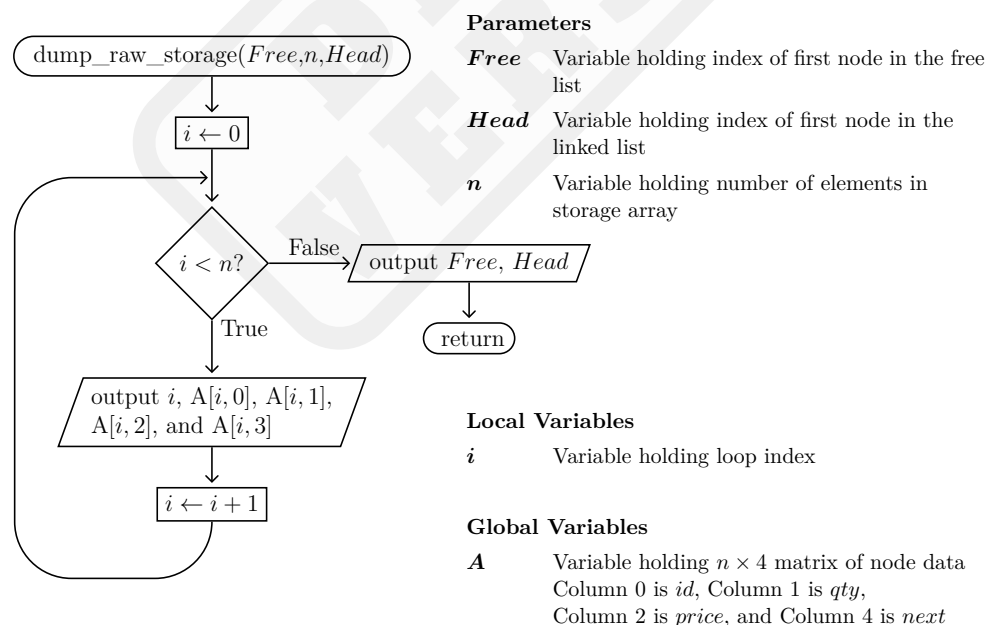 dump_raw_storage(Free,n,Head)
i ← 0
i < n?
False
output Free, Head
return
True
output i, A[i, 0], A[i, 1],
A[i, 2], and A[i, 3]
i ← i + 1
Parameters
Free Variable holding index of first node in the free
list
Head Variable holding index of first node in the
linked list
n Variable holding number of elements in
storage array
Local Variables
i Variable holding loop index
Global Variables
A Variable holding n × 4 matrix of node data
Column 0 is id, Column 1 is qty,
Column 2 is price, and Column 4 is next